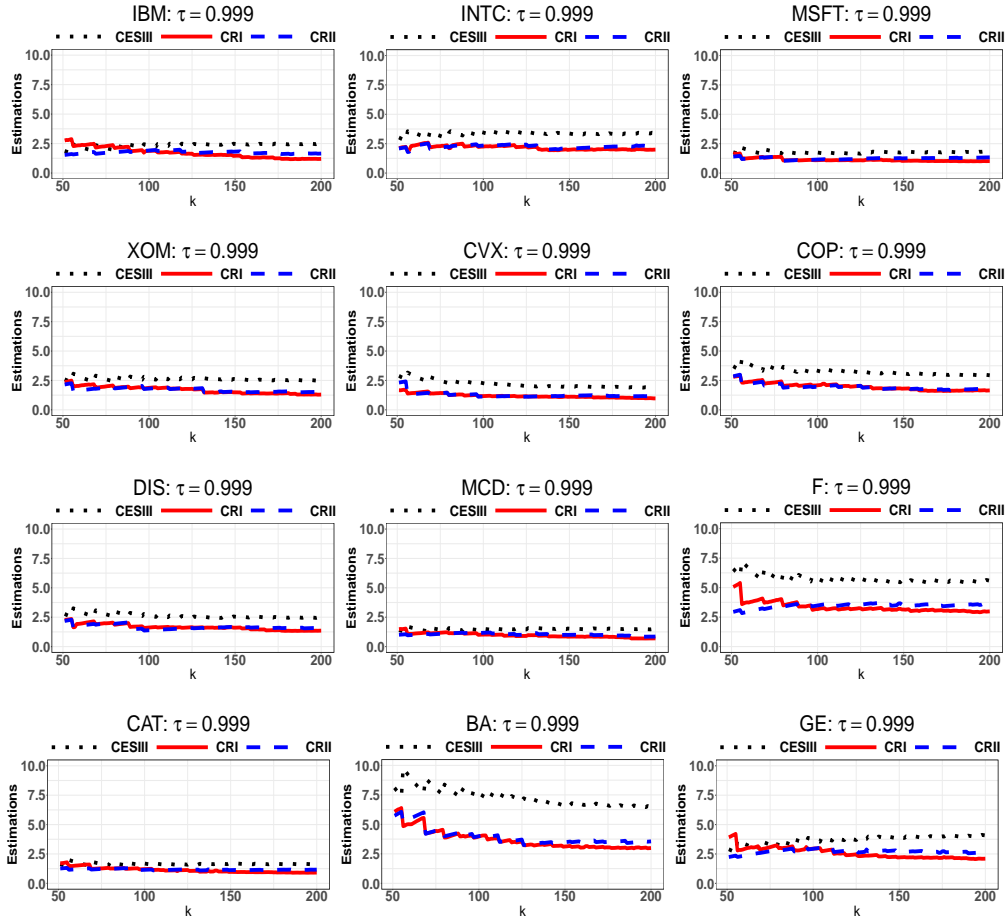 IBM: τ = 0.999 INTC: τ = 0.999 MSFT: τ = 0.999
CESIII CRI CRII CESIII CRI CRII CESIII CRI CRII
10.0 10.0 10.0
7.5 7.5 7.5
5.0 5.0 5.0
2.5 2.5 2.5
0.0 0.0 0.0
Estimations Estimations Estimations
50 100 150 200 50 100 150 200 50 100 150 200
k k k
XOM: τ = 0.999 CVX: τ = 0.999 COP: τ = 0.999
CESIII CRI CRII CESIII CRI CRII CESIII CRI CRII
10.0 10.0 10.0
7.5 7.5 7.5
5.0 5.0 5.0
2.5 2.5 2.5
0.0 0.0 0.0
Estimations Estimations Estimations
50 100 150 200 50 100 150 200 50 100 150 200
k k k
DIS: τ = 0.999 MCD: τ = 0.999 F: τ = 0.999
CESIII CRI CRII CESIII CRI CRII CESIII CRI CRII
10.0 10.0 10.0
7.5 7.5 7.5
5.0 5.0 5.0
2.5 2.5 2.5
0.0 0.0 0.0
Estimations Estimations Estimations
50 100 150 200 50 100 150 200 50 100 150 200
k k k
CAT: τ = 0.999 BA: τ = 0.999 GE: τ = 0.999
CESIII CRI CRII CESIII CRI CRII CESIII CRI CRII
10.0 10.0 10.0
7.5 7.5 7.5
5.0 5.0 5.0
2.5 2.5 2.5
0.0 0.0 0.0
Estimations Estimations Estimations
50 100 150 200 50 100 150 200 50 100 150 200
k k k